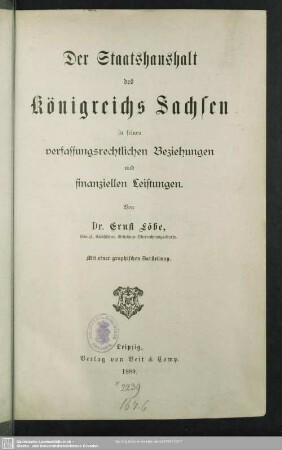 Der Staatshaushalt
des
Königreichs Sachsen
in seinen
verfassungsrechtlichen Beziehungen
und
finanziellen Leistungen.
Von
Dr. Ernst Löbe,
Mit einer graphischen Darstellung.
Leipzig,
Verlag von Veit & Comp.
1889.
2239